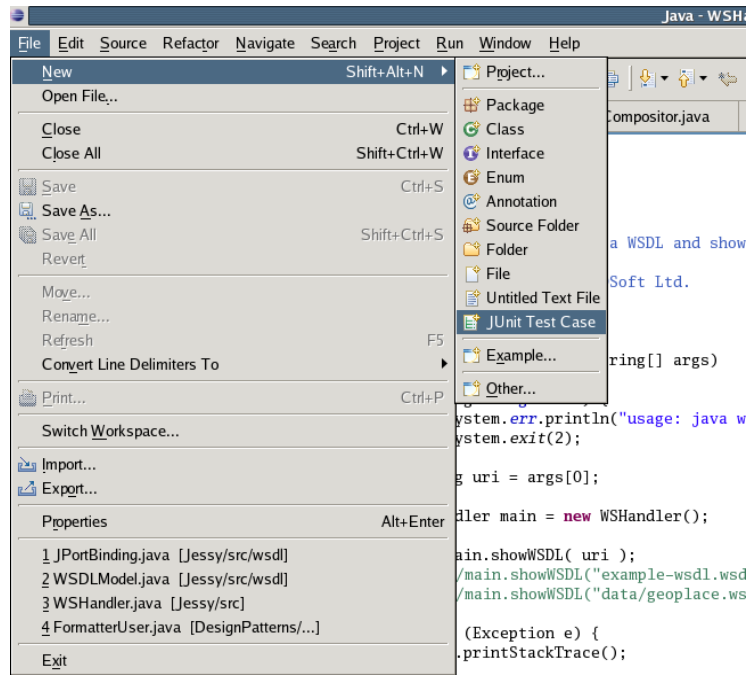 Java - WSHa
File Edit Source Refactor Navigate Search Project Run Window Help
New Shift+Alt+N
Open File...
Close Ctrl+W
Close All Shift+Ctrl+W
Save Ctrl+S
Save As...
Save All Shift+Ctrl+S
Revert
Move...
Rename...
Refresh F5
Convert Line Delimiters To
Print... Ctrl+P
Switch Workspace...
Import...
Export...
Properties Alt+Enter
1 JPortBinding.java [Jessy/src/wsdl]
2 WSDLModel.java [Jessy/src/wsdl]
3 WSHandler.java [Jessy/src]
4 FormatterUser.java [DesignPatterns/...]
Exit
Project...
Package
Class
Interface
Enum
Annotation
Source Folder
Folder
File
Untitled Text File
JUnit Test Case
Example...
Other...
Compositor.java
a WSDL and show
Soft Ltd.
ring[] args)
ystem.err.println("usage: java w
ystem.exit(2);
g uri = args[0];
dler main = new WSHandler();
ain.showWSDL( uri );
/main.showWSDL("example-wsdl.wsd
/main.showWSDL("data/geoplace.ws
(Exception e) {
.printStackTrace();